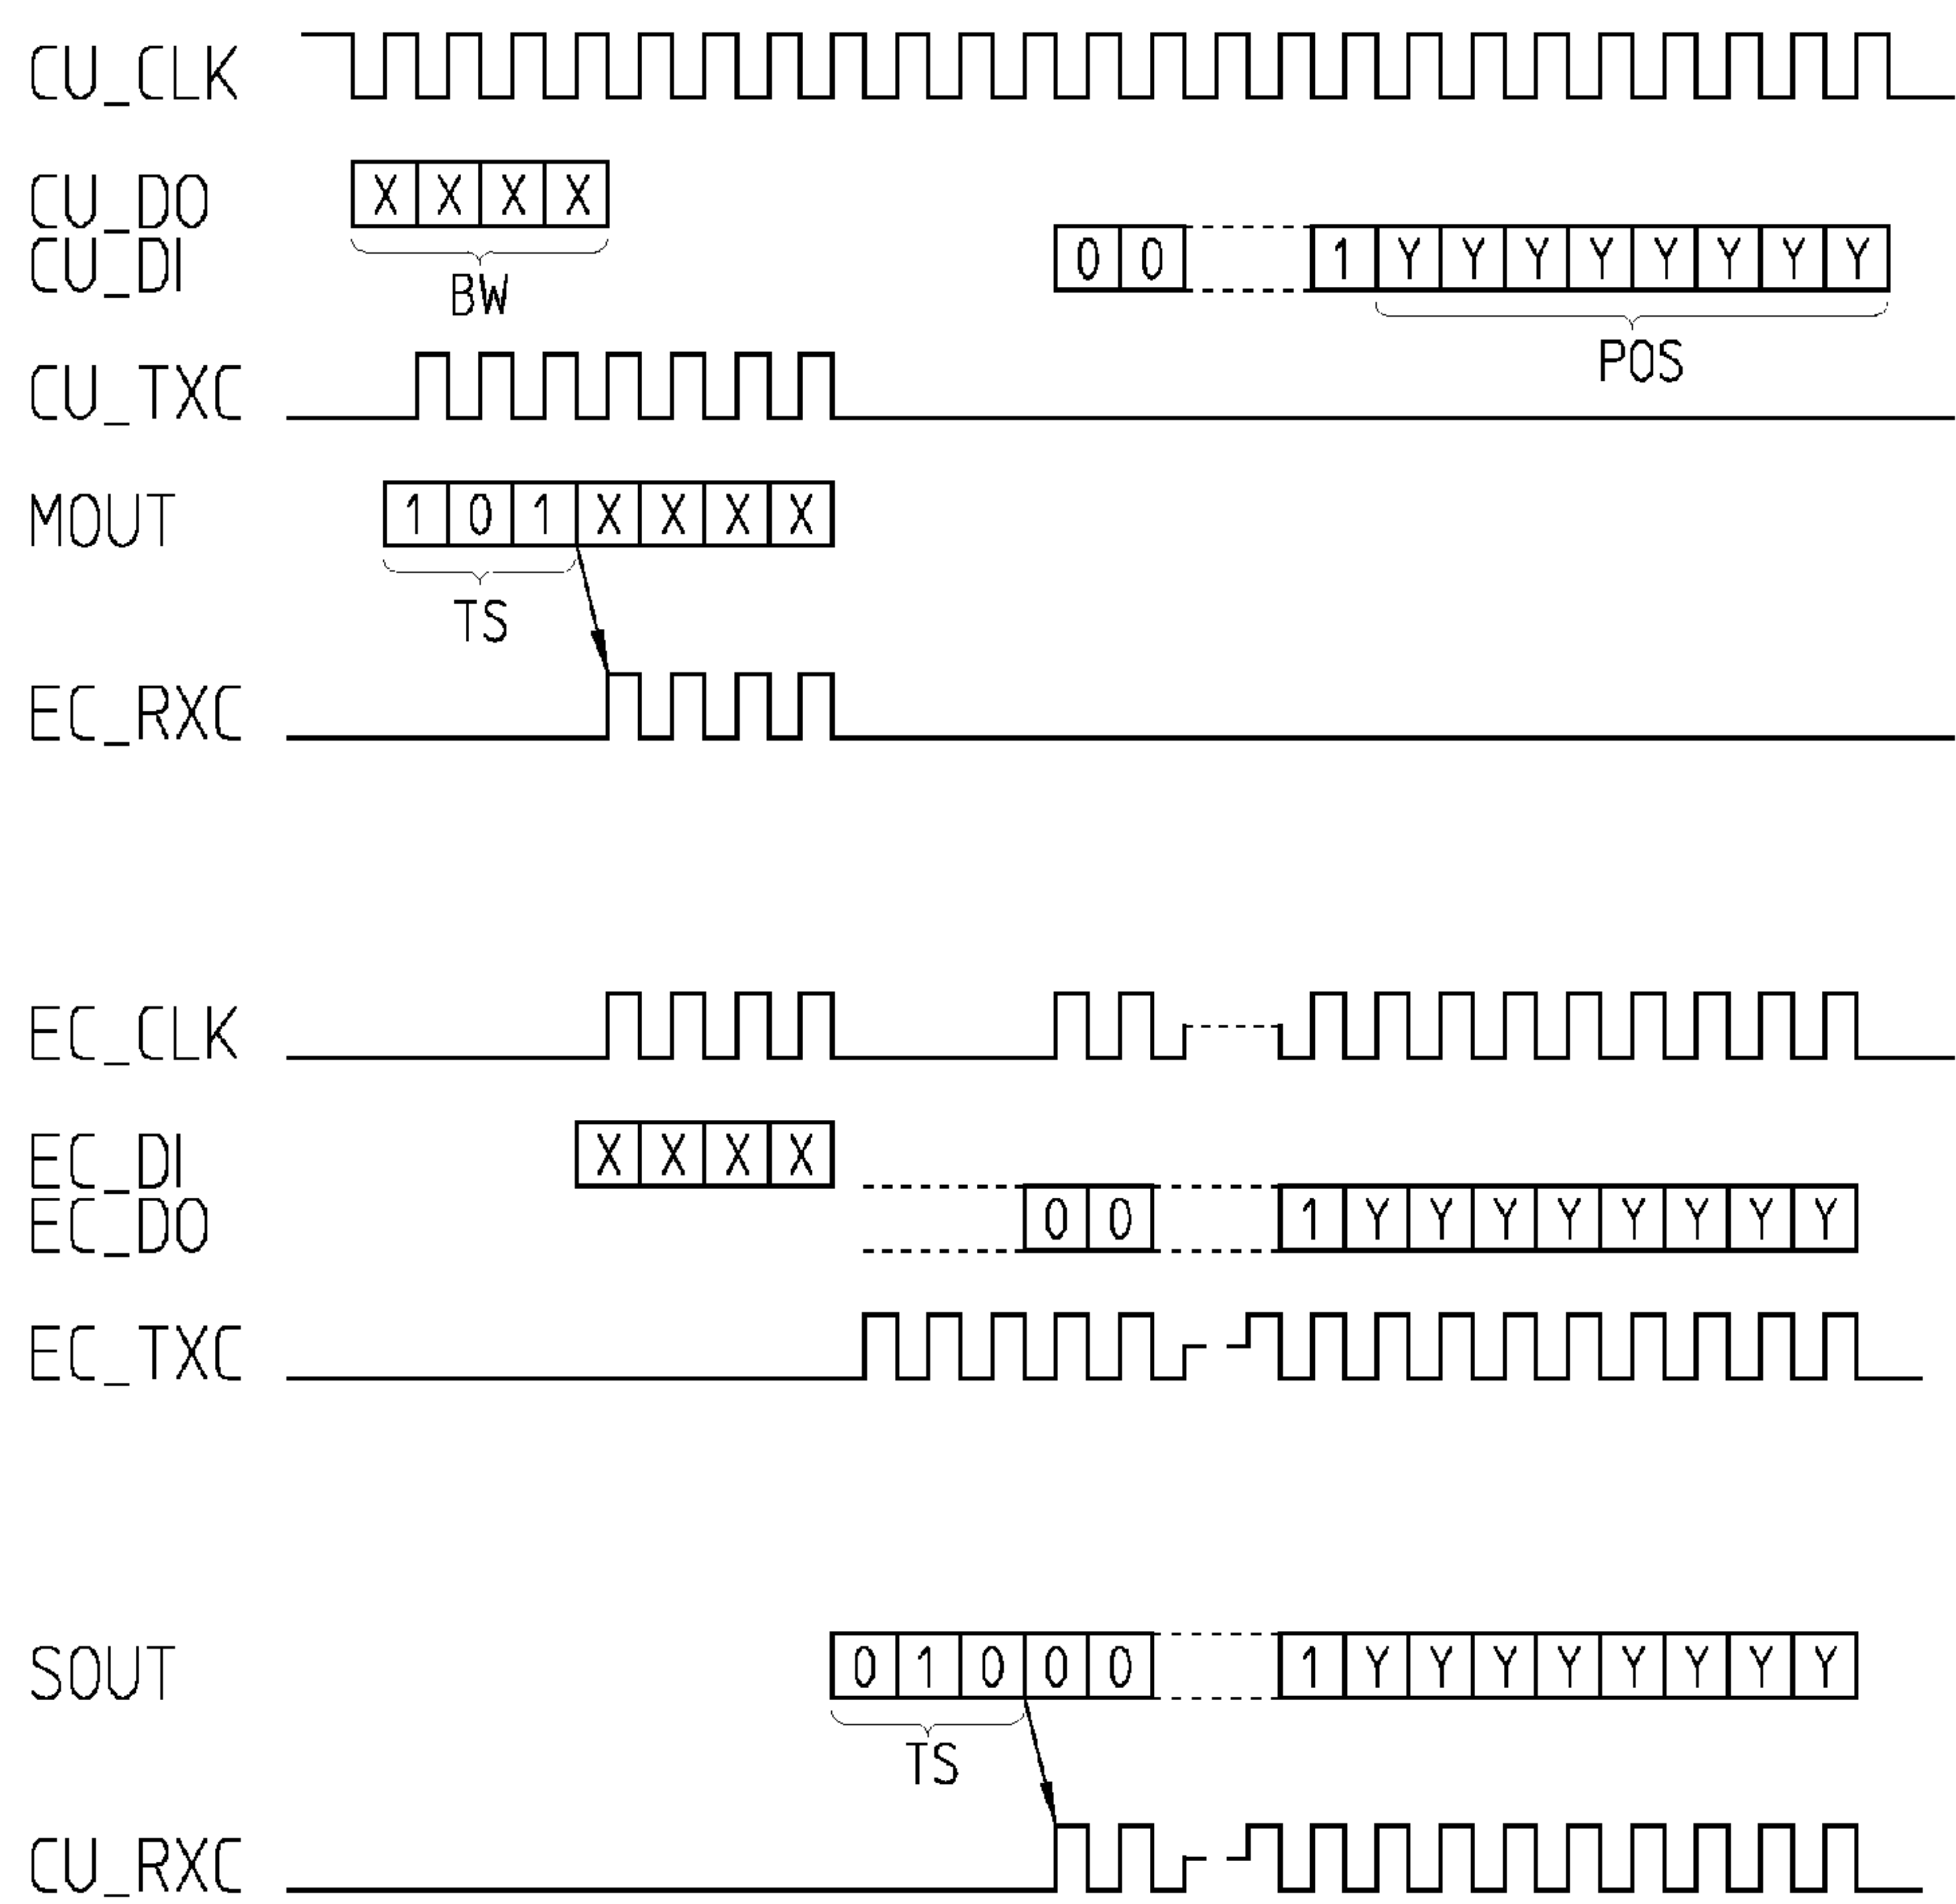 CU_CLK
CU_DO X X X X
CU_DI 0 0 1 Y Y Y Y Y Y Y Y
BW
POS
CU_TXC
MOUT 1 0 1 X X X X
TS
EC_RXC
EC_CLK
EC_DI X X X X
EC_DO 0 0 1 Y Y Y Y Y Y Y Y
EC_TXC
SOUT 0 1 0 0 0 1 Y Y Y Y Y Y Y Y
TS
CU_RXC